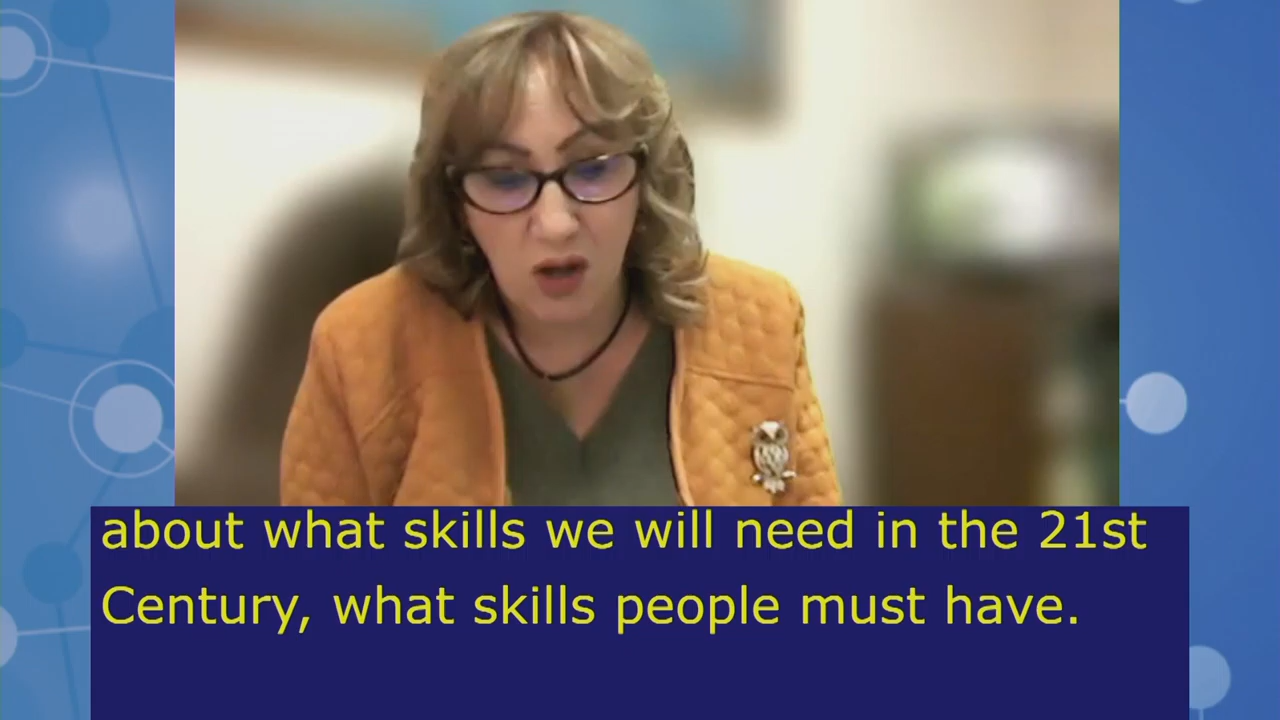 about what skills we will need in the 21st
Century, what skills people must have.